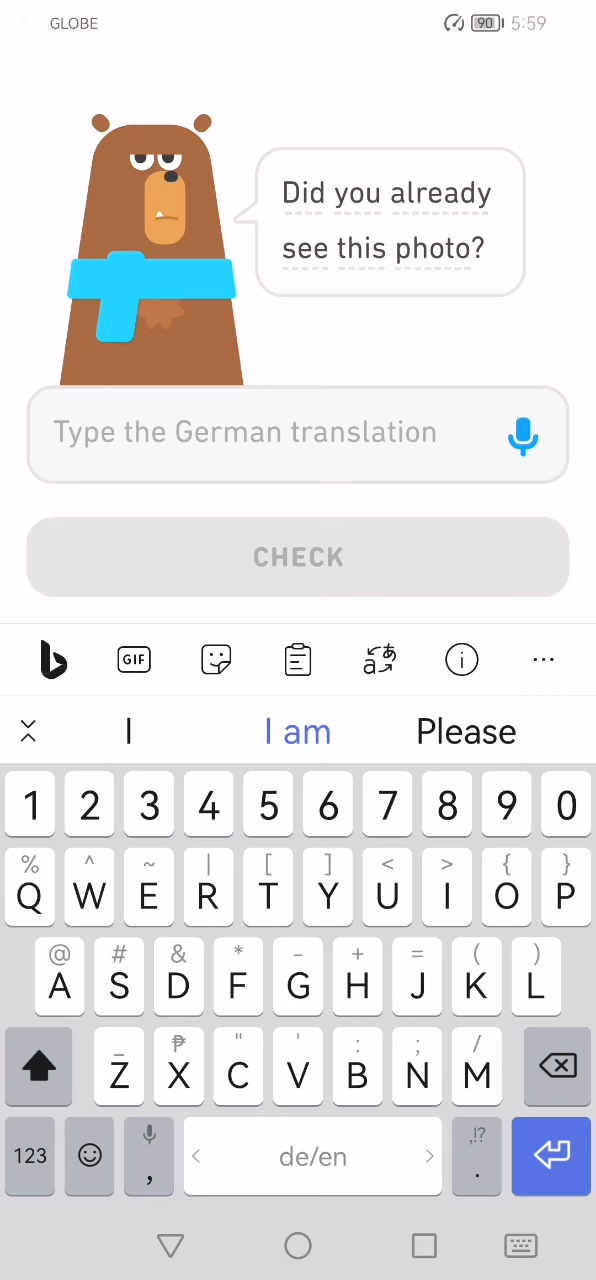 GLOBE 90 5:59
Did you already
see this photo?
Type the German translation
CHECK
GIF a あ i ...
I I am Please
1 2 3 4 5 6 7 8 9 0
% ^ ~ | [ ] < > { }
Q W E R T Y U I O P
@ # & * - + = ( )
A S D F G H J K L
_ ₱ " ' : ; /
Z X C V B N M
123 , < de/en > ,!? .